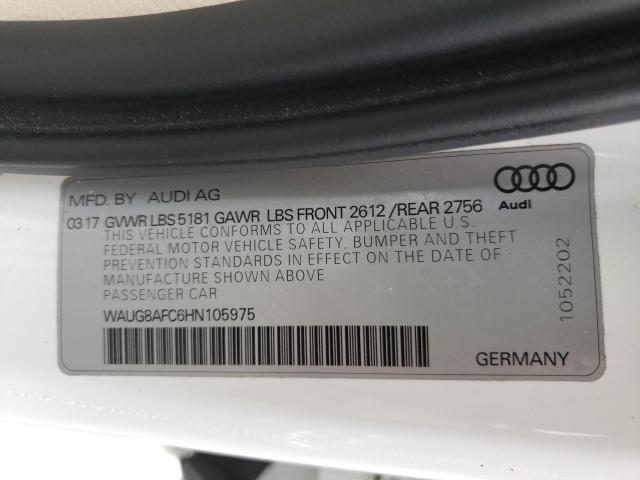 MFD. BY AUDI AG
Audi
03 17 GVWR LBS 5181 GAWR LBS FRONT 2612 /REAR 2756
THIS VEHICLE CONFORMS TO ALL APPLICABLE U.S.
FEDERAL MOTOR VEHICLE SAFETY, BUMPER AND THEFT
PREVENTION STANDARDS IN EFFECT ON THE DATE OF
MANUFACTURE SHOWN ABOVE
PASSENGER CAR
WAUG8AFC6HN105975
GERMANY
1052202